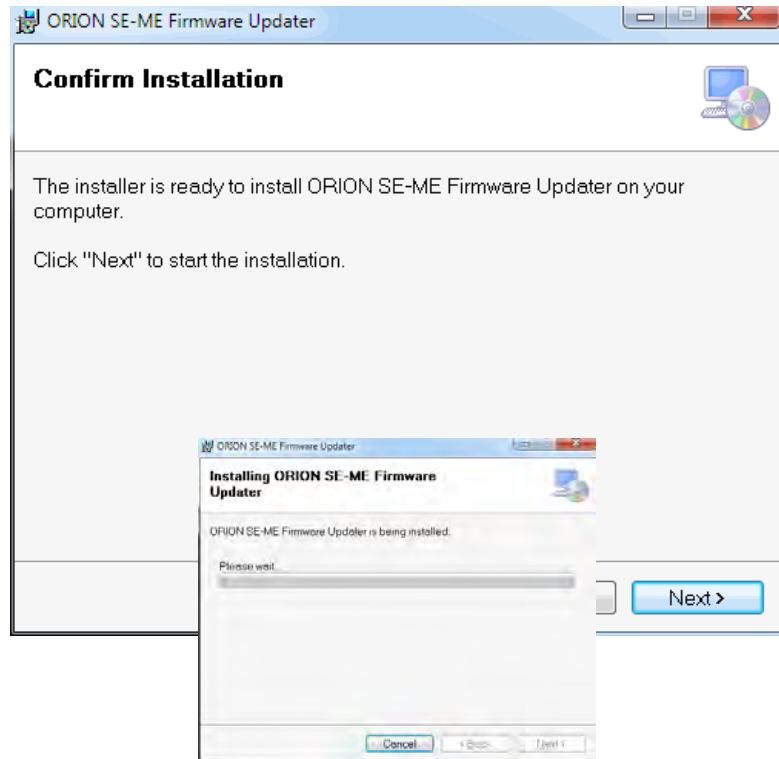 ORION SE-ME Firmware Updater
Confirm Installation
The installer is ready to install ORION SE-ME Firmware Updater on your
computer.
Click "Next" to start the installation.
Next >
ORION SE-ME Firmware Updater
Installing ORION SE-ME Firmware
Updater
ORION SE-ME Firmware Updater is being installed.
Please wait...
Cancel
< Back
Next >